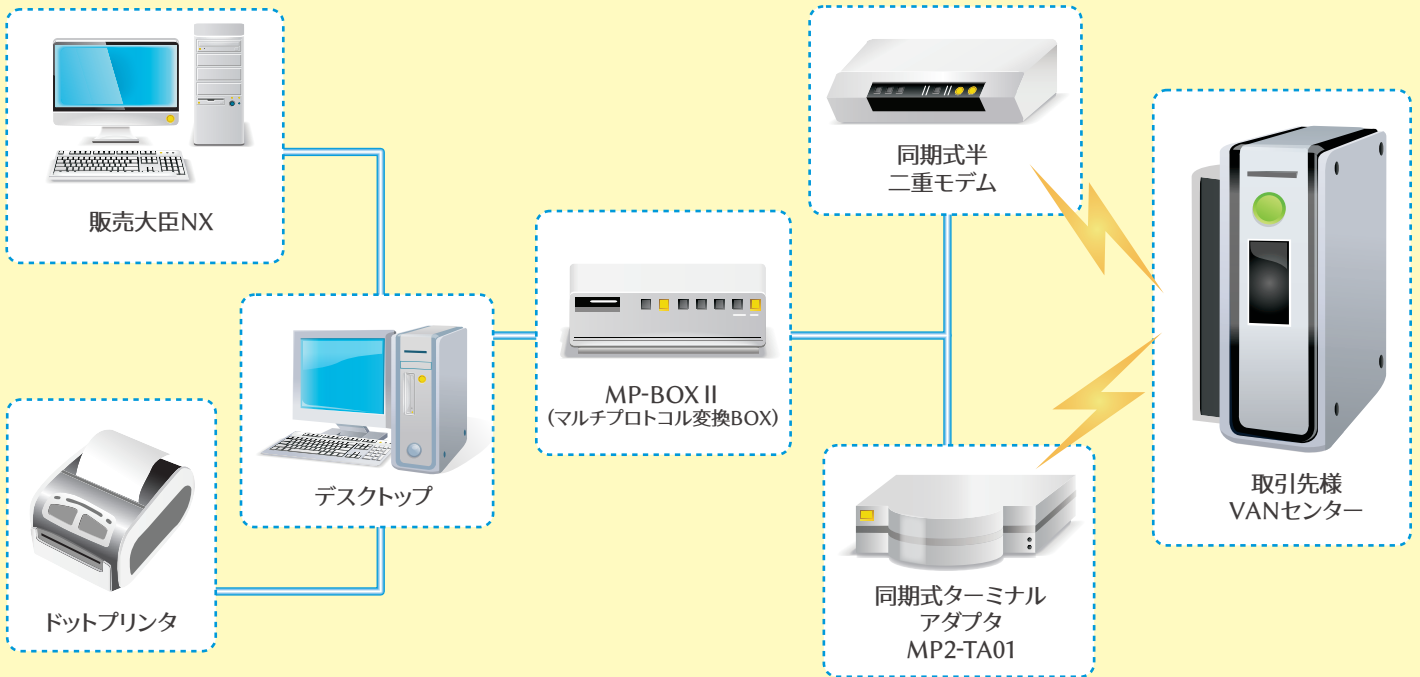 販売大臣NX
デスクトップ
ドットプリンタ
MP-BOXⅡ
(マルチプロトコル変換BOX)
同期式半
二重モデム
同期式ターミナル
アダプタ
MP2-TA01
取引先様
VANセンター